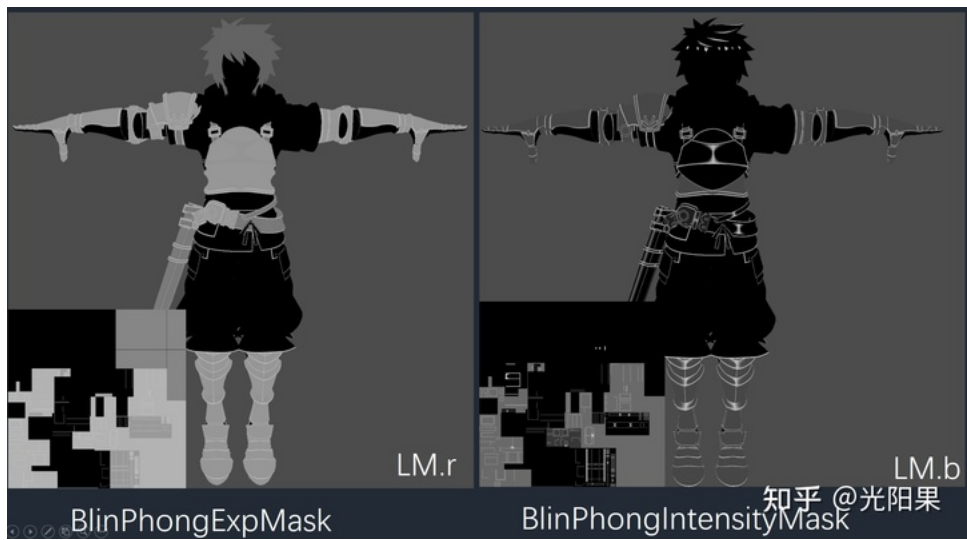 LM.r
LM.b
知乎 @光阳果
BlinPhongExpMask
BlinPhongIntensityMask